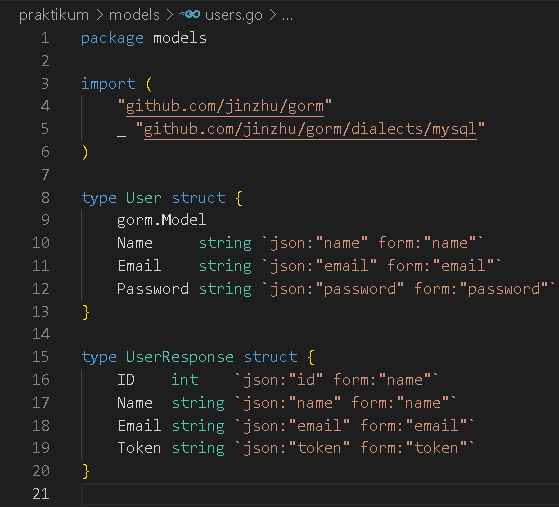 praktikum > models > users.go > ...
1 package models
2
3 import (
4 "github.com/jinzhu/gorm"
5 _ "github.com/jinzhu/gorm/dialects/mysql"
6 )
7
8 type User struct {
9 gorm.Model
10 Name     string `json:"name" form:"name"`
11 Email    string `json:"email" form:"email"`
12 Password string `json:"password" form:"password"`
13 }
14
15 type UserResponse struct {
16 ID    int    `json:"id" form:"name"`
17 Name  string `json:"name" form:"name"`
18 Email string `json:"email" form:"email"`
19 Token string `json:"token" form:"token"`
20 }
21